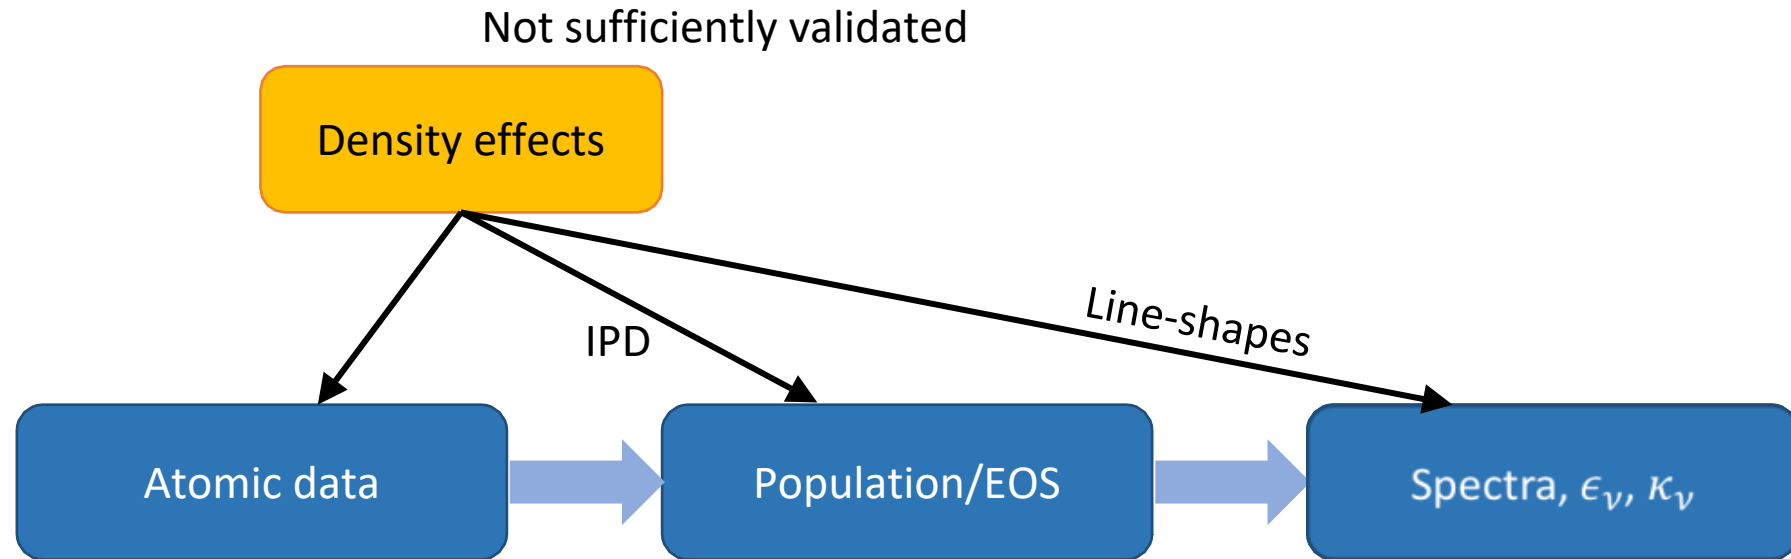 Not sufficiently validated
Density effects
IPD
Line-shapes
Atomic data
Population/EOS
Spectra, ϵ_ν, κ_ν